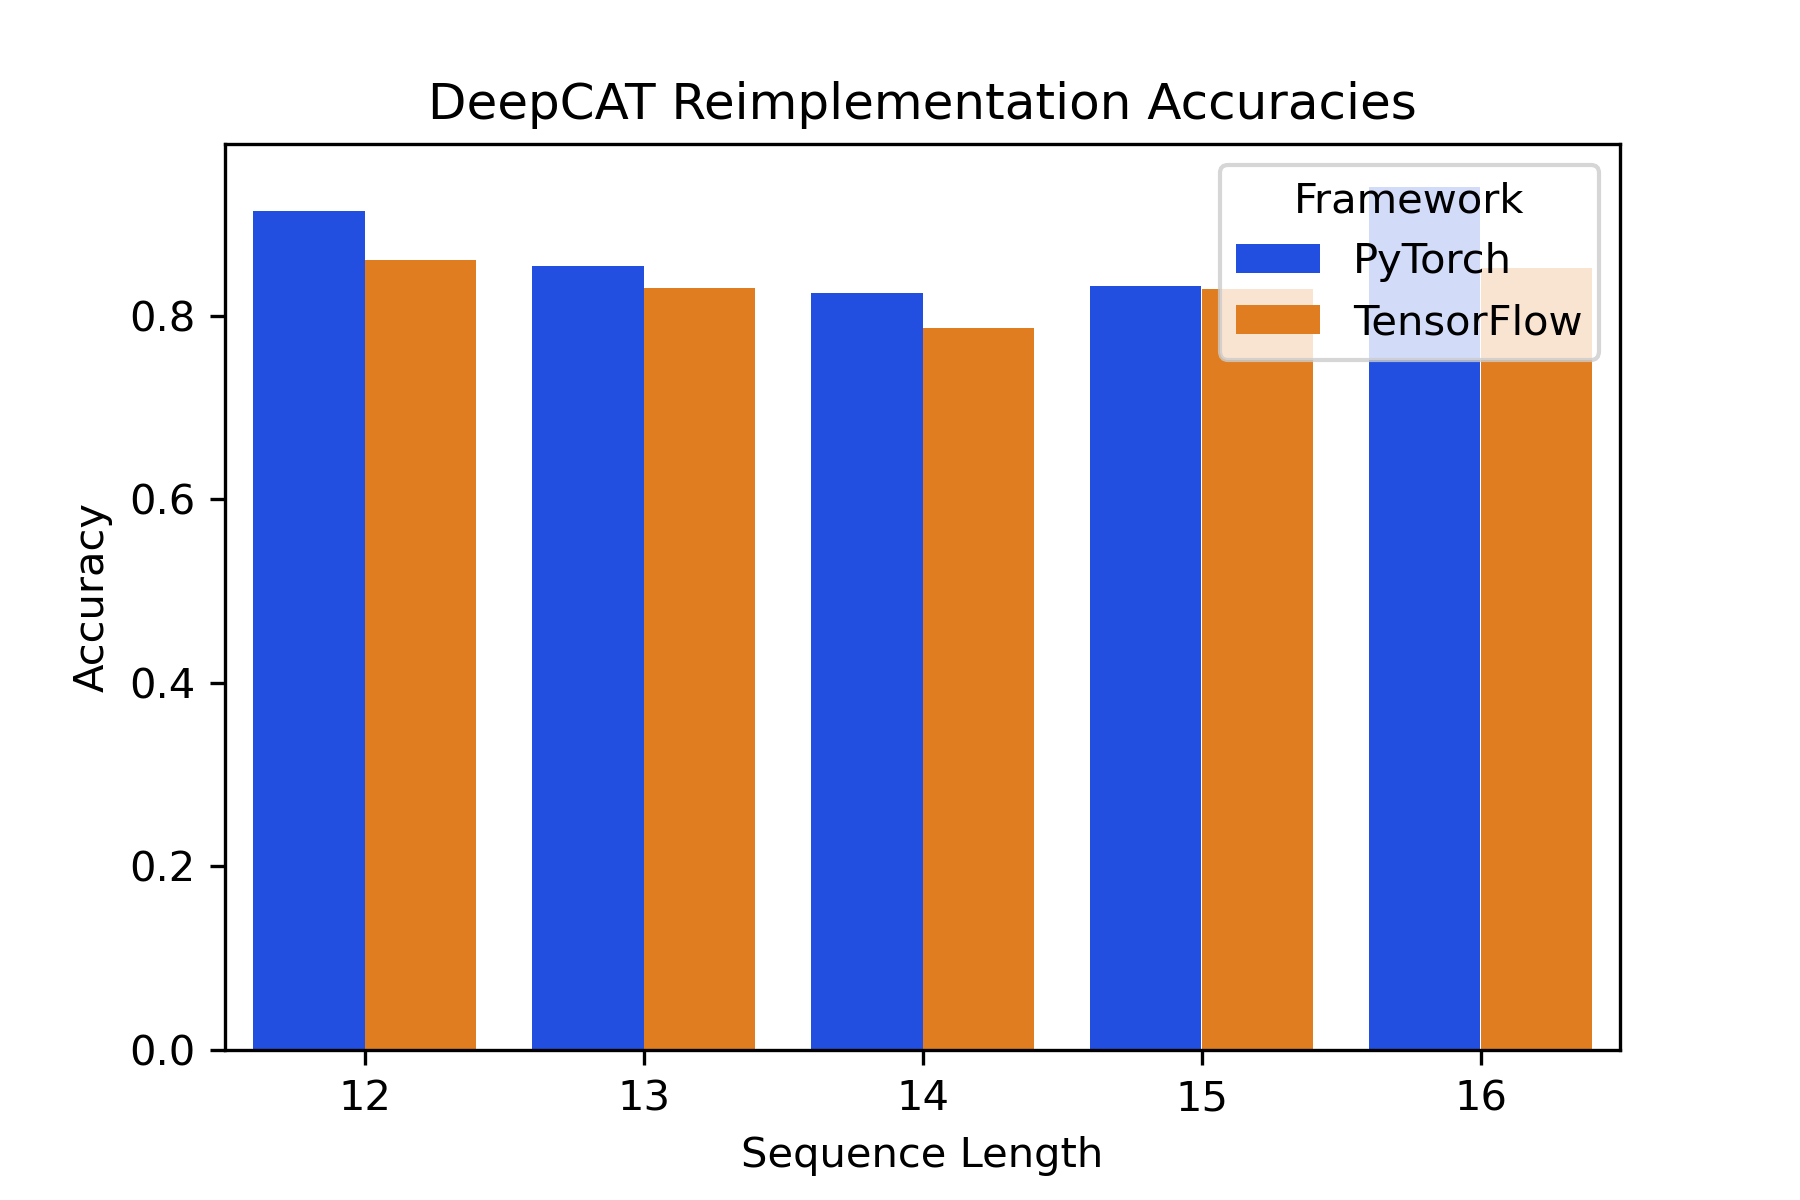 DeepCAT Reimplementation Accuracies
Framework
PyTorch
TensorFlow
Accuracy
0.8
0.6
0.4
0.2
0.0
12 13 14 15 16
Sequence Length